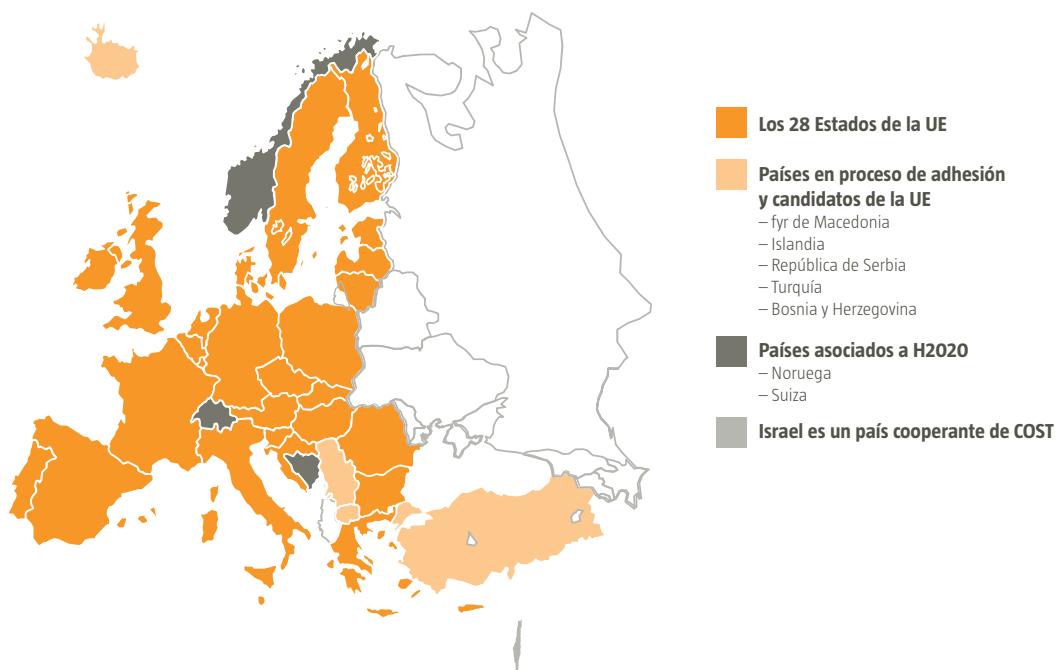 Los 28 Estados de la UE
Países en proceso de adhesión
y candidatos de la UE
– fyr de Macedonia
– Islandia
– República de Serbia
– Turquía
– Bosnia y Herzegovina
Países asociados a H2020
– Noruega
– Suiza
Israel es un país cooperante de COST